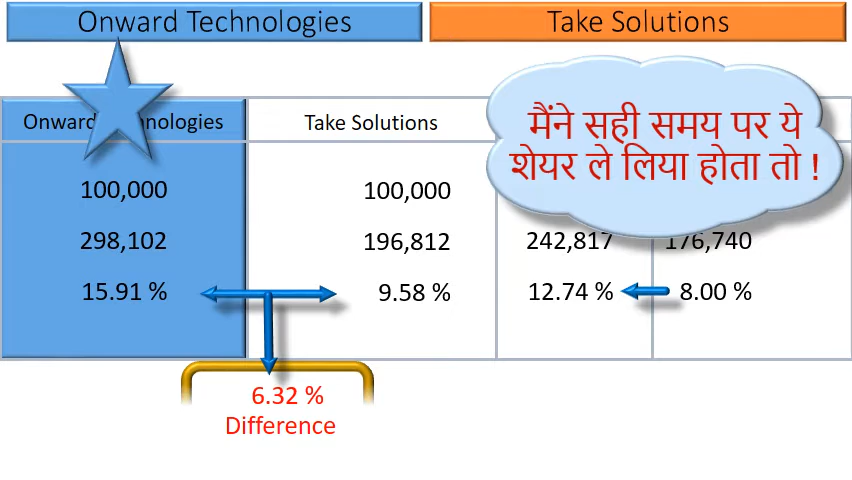 Onward Technologies
Take Solutions
Onward Technologies
Take Solutions
मैंने सही समय पर ये
शेयर ले लिया होता तो !
100,000
100,000
298,102
196,812
242,817
176,740
15.91 %
9.58 %
12.74 %
8.00 %
6.32 %
Difference